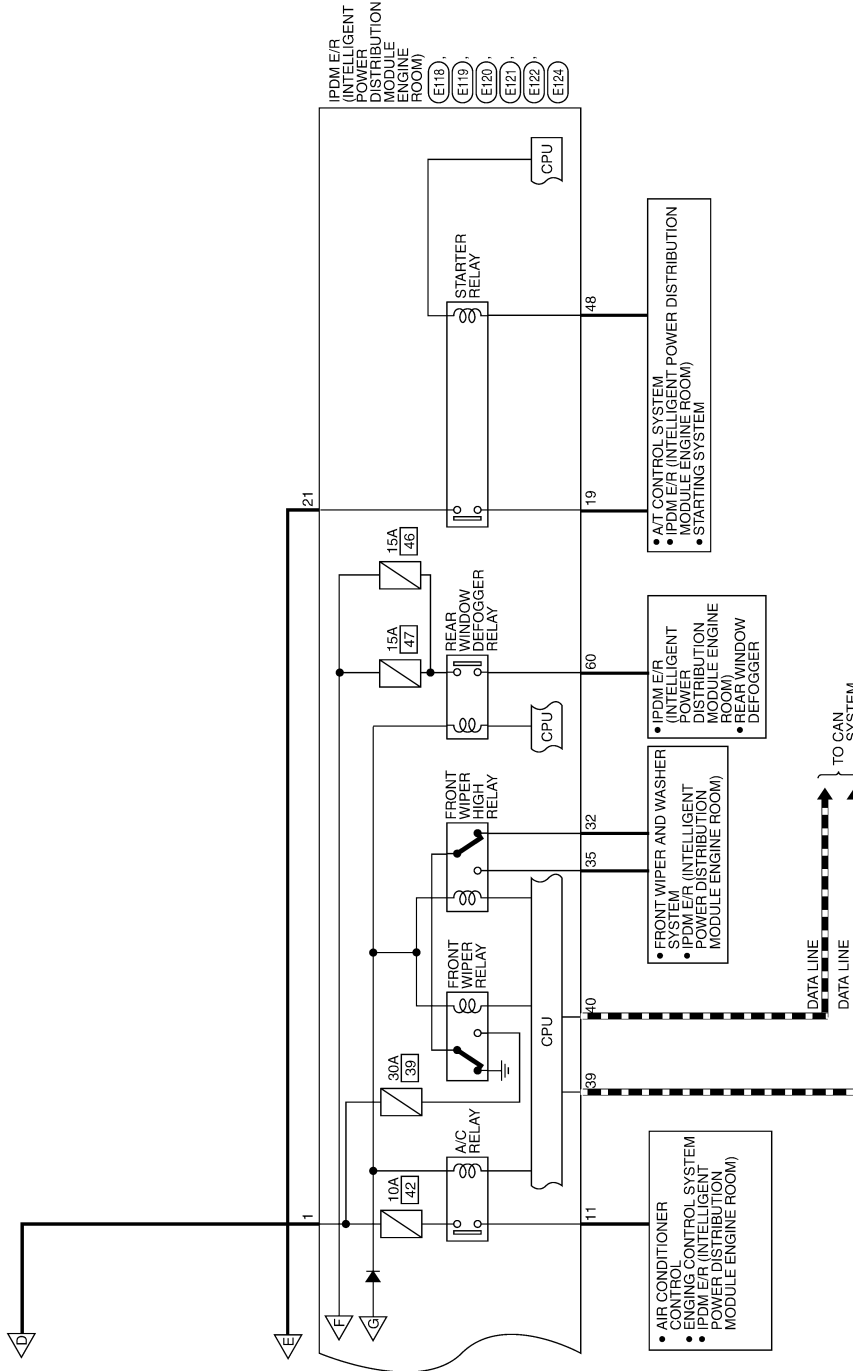 IPDM E/R
(INTELLIGENT
POWER
DISTRIBUTION
MODULE
ENGINE
ROOM)
E118 ,
E119 ,
E120 ,
E121 ,
E122 ,
E124
D
E
F
G
1
21
10A
42
30A
39
15A
47
15A
46
A/C
RELAY
FRONT
WIPER
RELAY
FRONT
WIPER
HIGH
RELAY
REAR
WINDOW
DEFOGGER
RELAY
STARTER
RELAY
CPU
CPU
CPU
11
39
40
35
32
60
19
48
• AIR CONDITIONER
CONTROL
• ENGING CONTROL SYSTEM
• IPDM E/R (INTELLIGENT
POWER DISTRIBUTION
MODULE ENGINE ROOM)
• FRONT WIPER AND WASHER
SYSTEM
• IPDM E/R (INTELLIGENT
POWER DISTRIBUTION
MODULE ENGINE ROOM)
• IPDM E/R
(INTELLIGENT
POWER
DISTRIBUTION
MODULE ENGINE
ROOM)
• REAR WINDOW
DEFOGGER
• A/T CONTROL SYSTEM
• IPDM E/R (INTELLIGENT POWER DISTRIBUTION
MODULE ENGINE ROOM)
• STARTING SYSTEM
DATA LINE
DATA LINE
TO CAN
SYSTEM